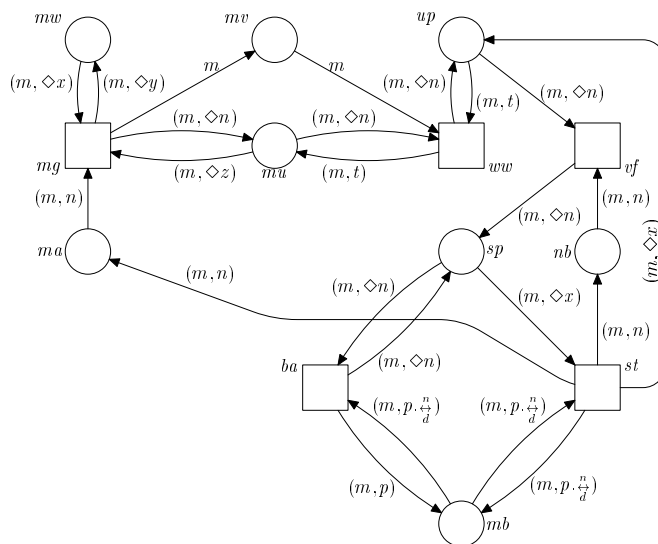 mw
mv
up
(m, ◇x)
(m, ◇y)
m
m
(m, ◇n)
(m, t)
(m, ◇n)
(m, ◇n)
(m, ◇n)
mg
mu
ww
vf
(m, ◇z)
(m, t)
(m, n)
(m, n)
(m, ◇n)
ma
sp
nb
(m, ◇x)
(m, n)
(m, ◇n)
(m, ◇x)
(m, n)
ba
(m, ◇n)
st
(m, p. n ↔ d)
(m, p. n ↔ d)
(m, p)
(m, p. n ↔ d)
mb